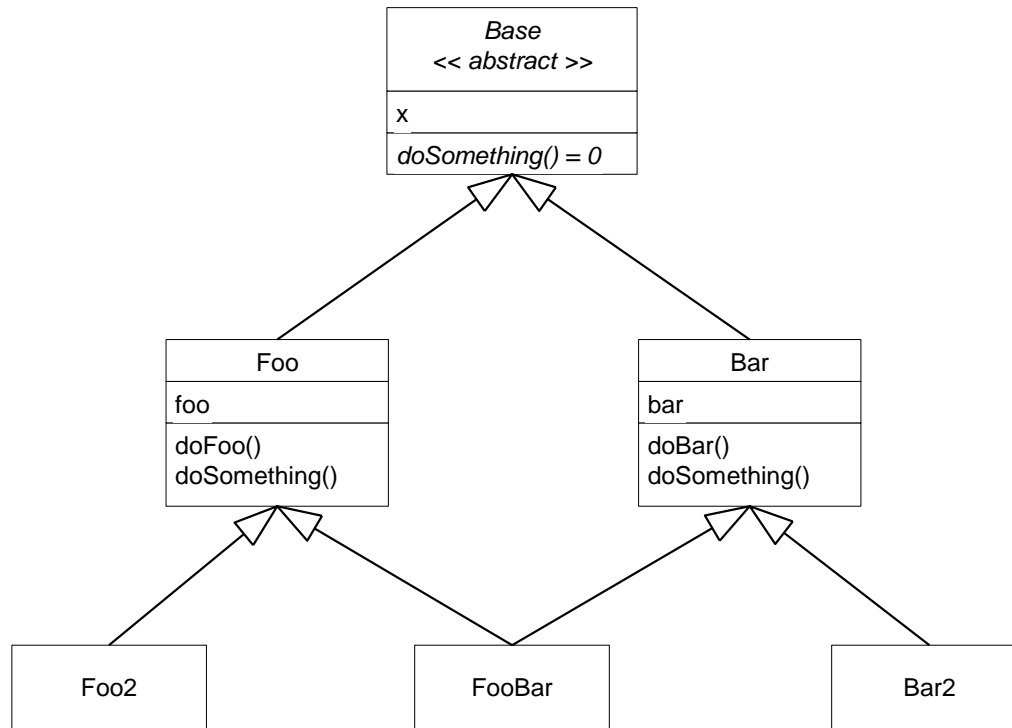 Base
<< abstract >>
x
doSomething() = 0
Foo
foo
doFoo()
doSomething()
Bar
bar
doBar()
doSomething()
Foo2
FooBar
Bar2